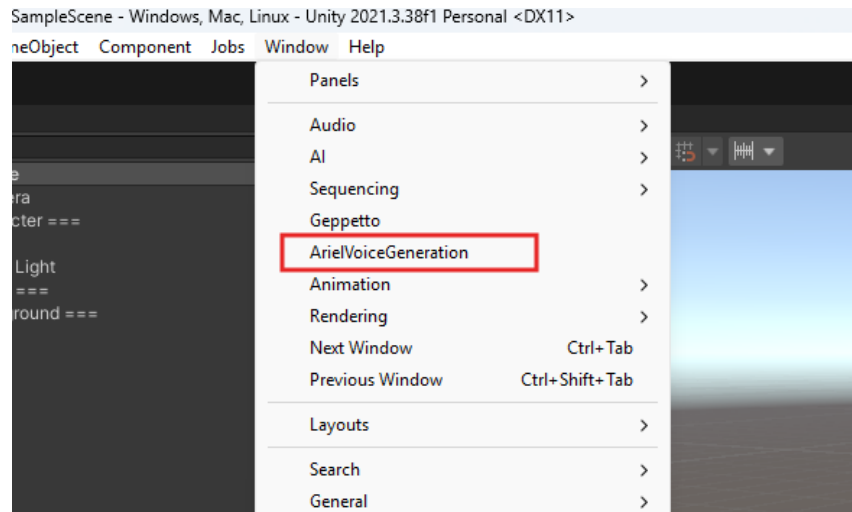 SampleScene - Windows, Mac, Linux - Unity 2021.3.38f1 Personal <DX11>
neObject Component Jobs Window Help
Panels
Audio
AI
Sequencing
Geppetto
ArielVoiceGeneration
Animation
Rendering
Next Window Ctrl+Tab
Previous Window Ctrl+Shift+Tab
Layouts
Search
General
e
era
cter ===
Light
===
round ===